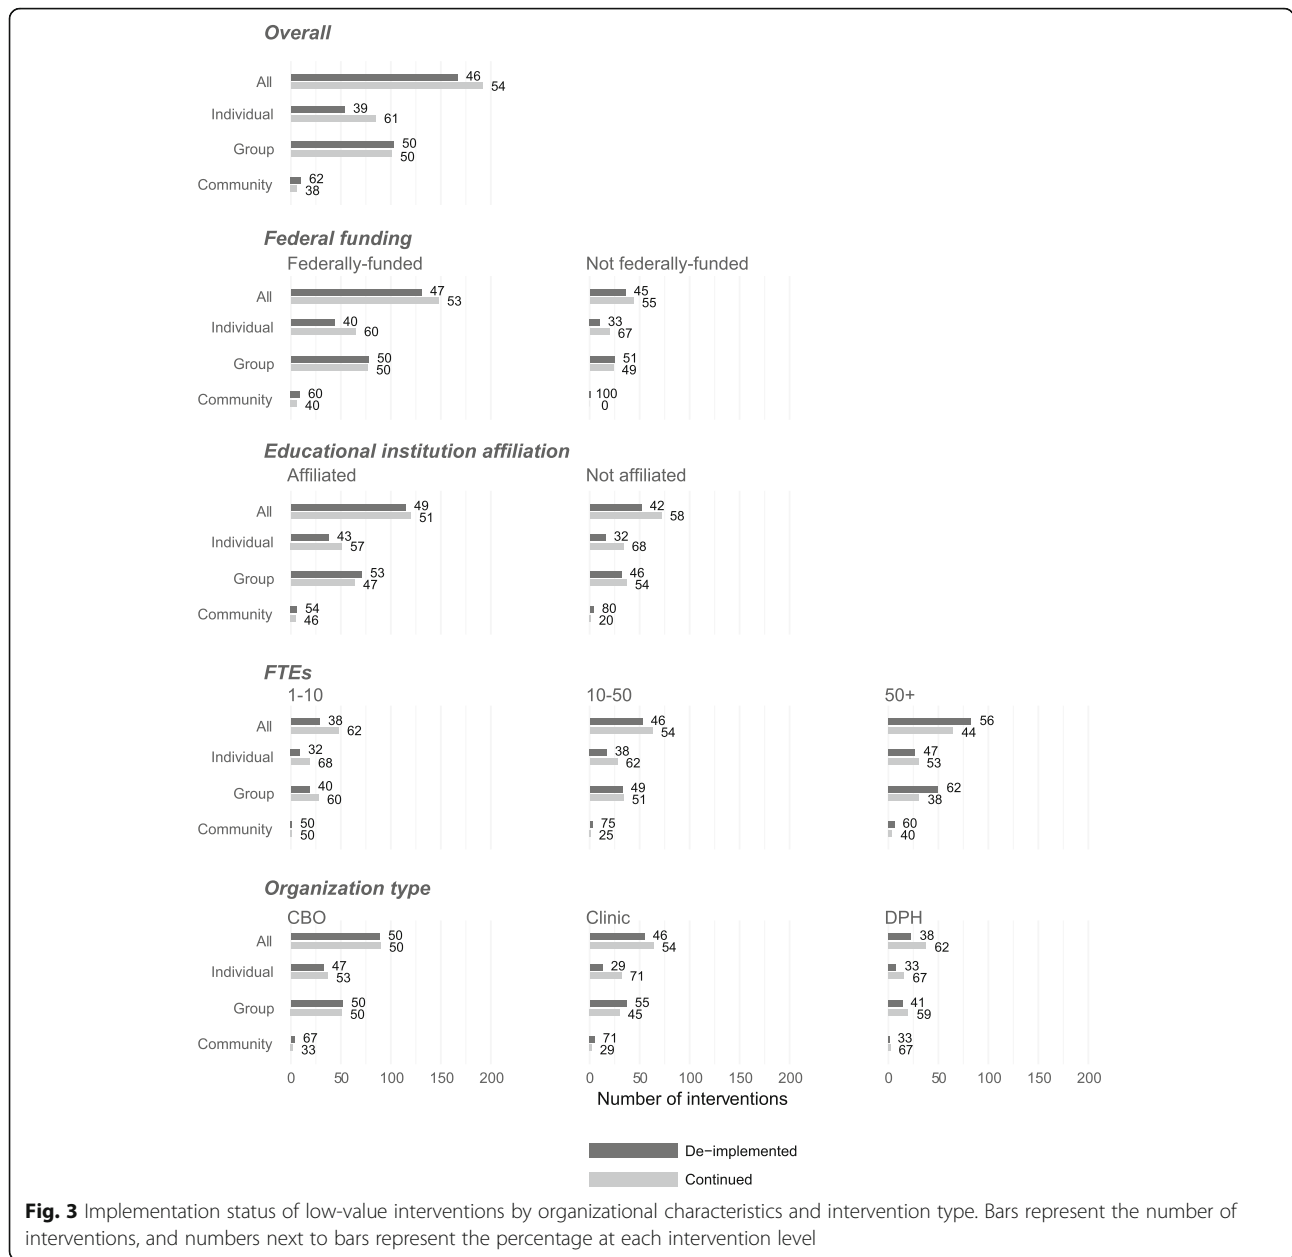 Overall
All 46
54
Individual 39
61
Group 50
50
Community 62
38
Federal funding
Federally-funded Not federally-funded
All 47 45
53 55
Individual 40 33
60 67
Group 50 51
50 49
Community 60 100
40 0
Educational institution affiliation
Affiliated Not affiliated
All 49 42
51 58
Individual 43 32
57 68
Group 53 46
47 54
Community 54 80
46 20
FTEs
1-10 10-50 50+
All 38 46 56
62 54 44
Individual 32 38 47
68 62 53
Group 40 49 62
60 51 38
Community 50 75 60
50 25 40
Organization type
CBO Clinic DPH
All 50 46 38
50 54 62
Individual 47 29 33
53 71 67
Group 50 55 41
50 45 59
Community 67 71 33
33 29 67
0 50 100 150 200 0 50 100 150 200 0 50 100 150 200
Number of interventions
De−implemented
Continued
Fig. 3 Implementation status of low-value interventions by organizational characteristics and intervention type. Bars represent the number of
interventions, and numbers next to bars represent the percentage at each intervention level